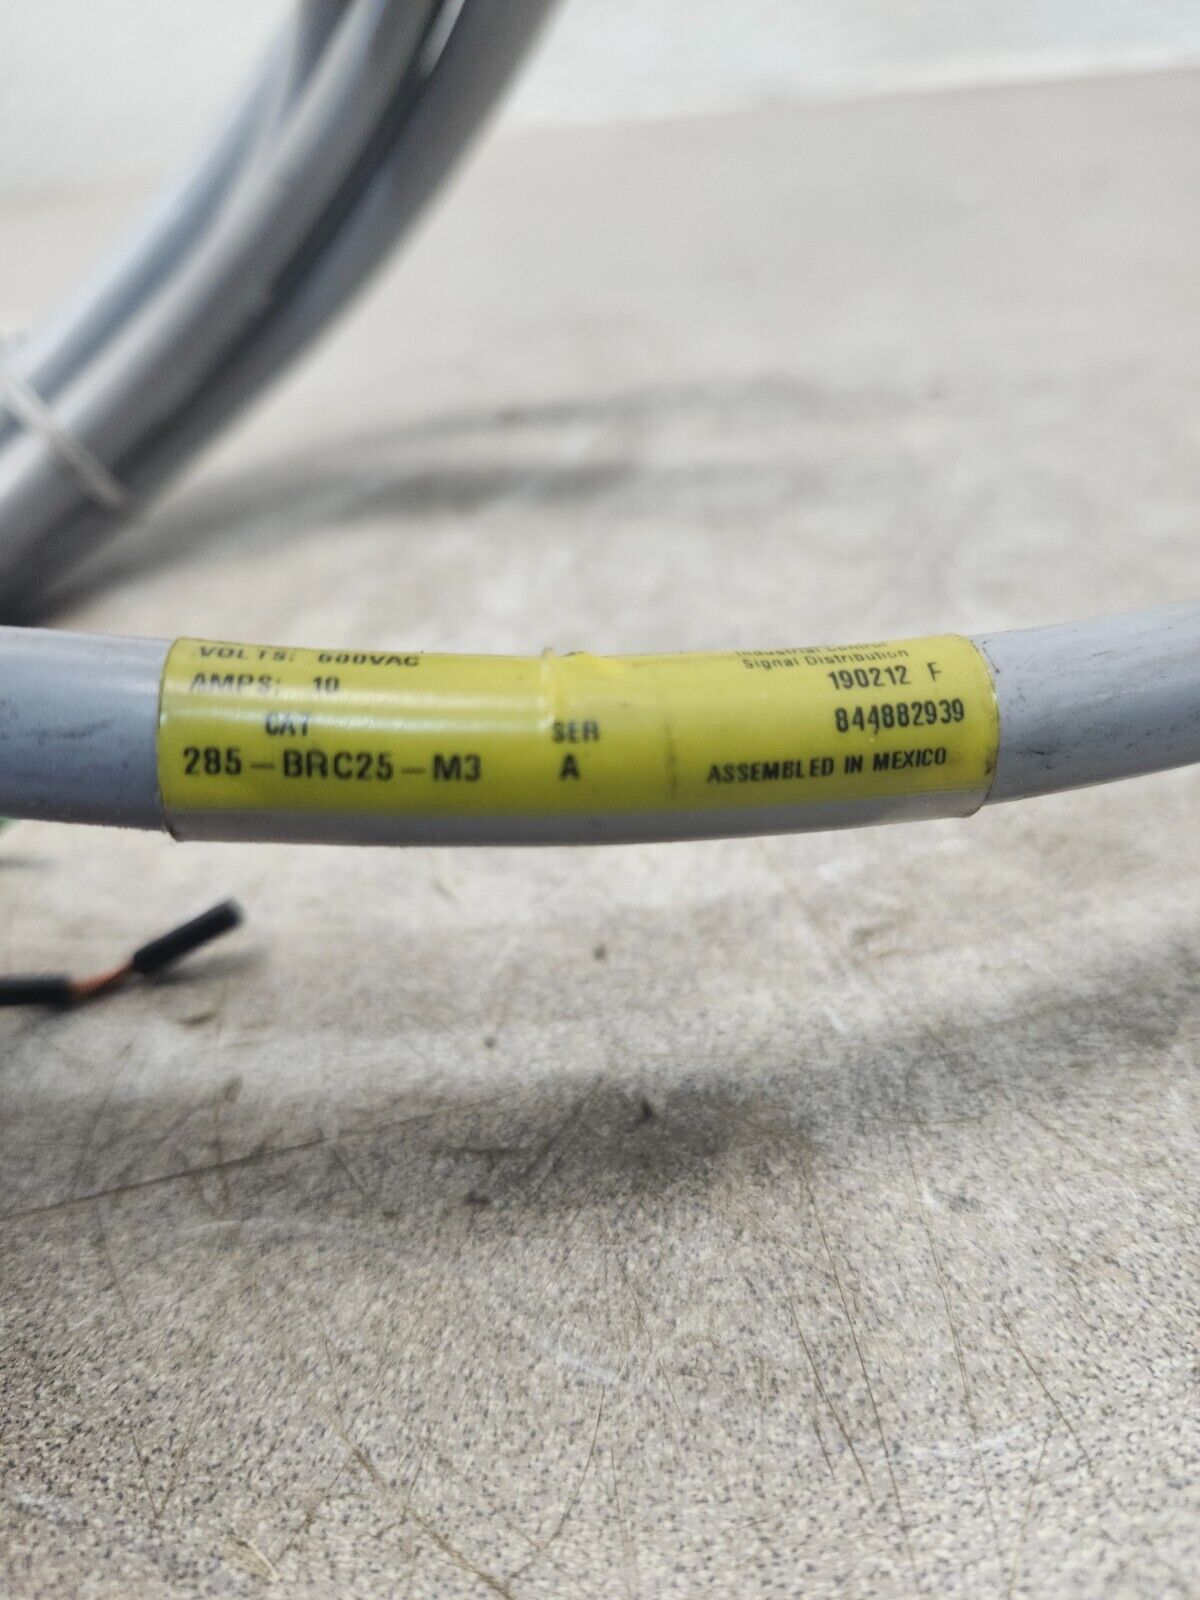 VOLTS: 600VAC
AMPS: 10
CAT
285-BRC25-M3
SER
A
Industrial Control
Signal Distribution
190212 F
844882939
ASSEMBLED IN MEXICO